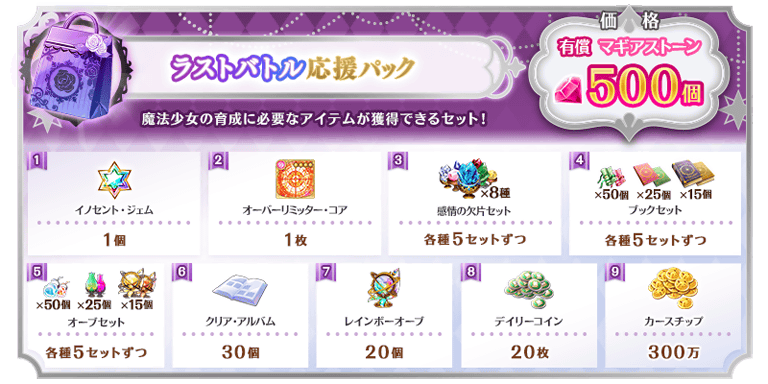 価 格
有償 マギアストーン
500個
ラストバトル応援パック
魔法少女の育成に必要なアイテムが獲得できるセット！
1
イノセント・ジェム
1個
2
オーバーリミッター・コア
1枚
3
×8種
感情の欠片セット
各種5セットずつ
4
×50個 ×25個 ×15個
ブックセット
各種5セットずつ
5
×50個 ×25個 ×15個
オーブセット
各種5セットずつ
6
クリア・アルバム
30個
7
レインボーオーブ
20個
8
デイリーコイン
20枚
9
カースチップ
300万